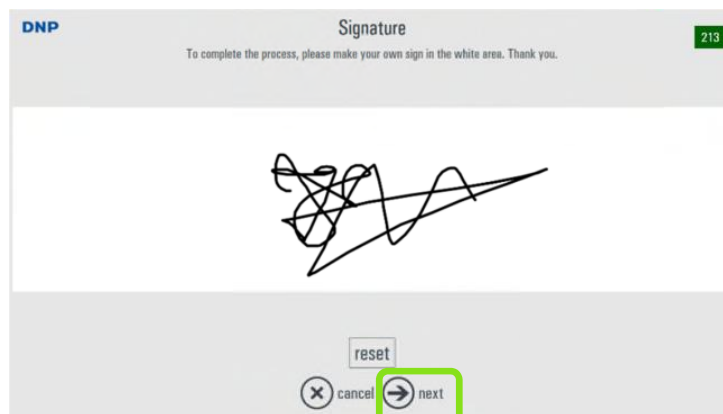 DNP
Signature
213
To complete the process, please make your own sign in the white area. Thank you.
reset
cancel
next